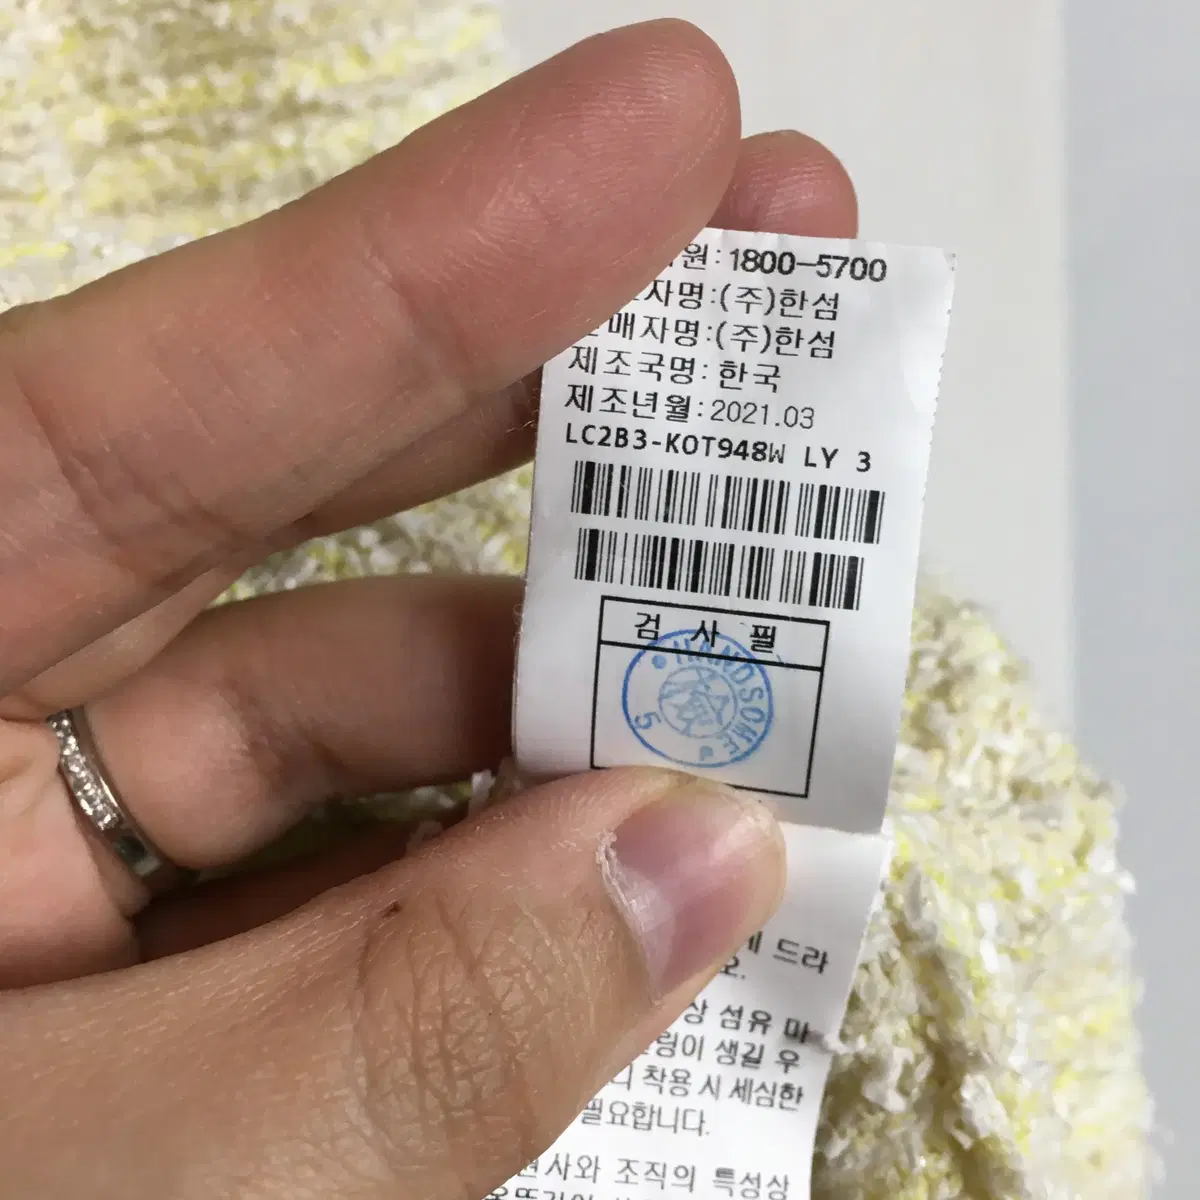 원:1800-5700
자명:(주)한섬
매자명:(주)한섬
제조국명:한국
제조년월:2021.03
LC2B3-KOT948W LY 3
검 사 필
HANDSOME
檢
5
드라
요.
상 섬유 마
링이 생길 우
니 착용 시 세심한
필요합니다.
사와 조직의 특성상